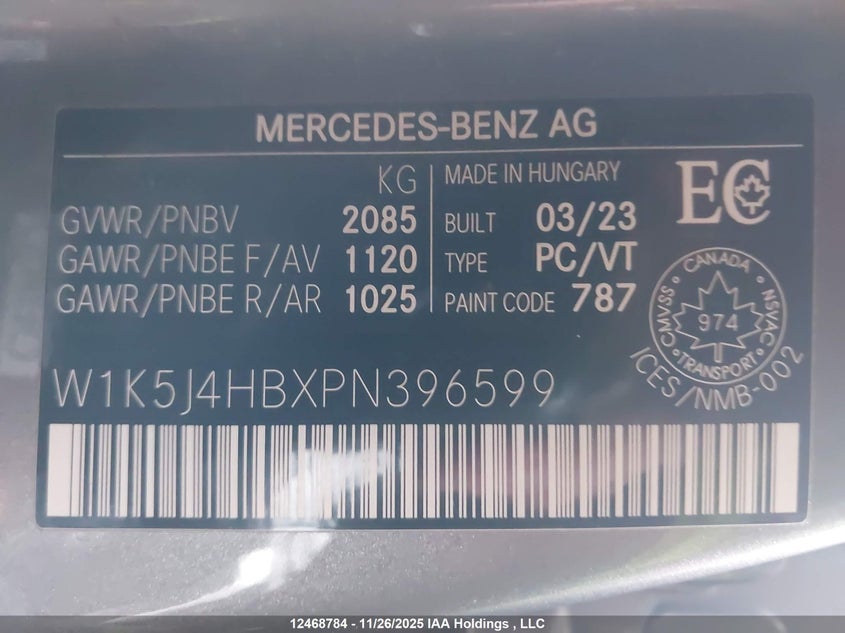 MERCEDES-BENZ AG
KG
GVWR/PNBV 2085
GAWR/PNBE F/AV 1120
GAWR/PNBE R/AR 1025
MADE IN HUNGARY
BUILT 03/23
TYPE PC/VT
PAINT CODE 787
EC
CANADA
CMVSS
NSVAC
974
TRANSPORT
ICES/NMB-002
W1K5J4HBXPN396599
12468784 - 11/26/2025 IAA Holdings , LLC